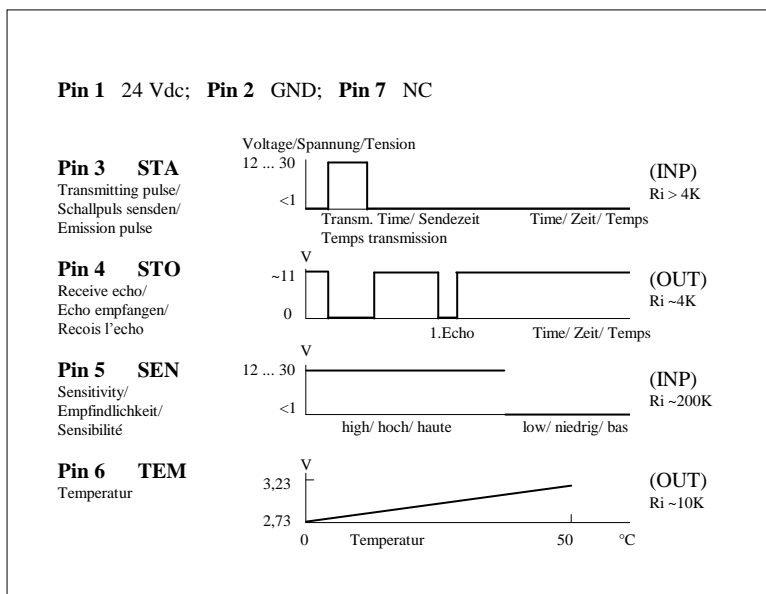 Pin 1 24 Vdc; Pin 2 GND; Pin 7 NC
Voltage/Spannung/Tension
Pin 3 STA
Transmitting pulse/
Schallpuls sensden/
Emission pulse
12 ... 30
<1
Transm. Time/ Sendezeit
Temps transmission
Time/ Zeit/ Temps
(INP)
Ri > 4K
Pin 4 STO
Receive echo/
Echo empfangen/
Recois l'echo
V
~11
0
1.Echo
Time/ Zeit/ Temps
(OUT)
Ri ~4K
Pin 5 SEN
Sensitivity/
Empfindlichkeit/
Sensibilité
V
12 ... 30
<1
high/ hoch/ haute
low/ niedrig/ bas
(INP)
Ri ~200K
Pin 6 TEM
Temperatur
V
3,23
2,73
0
Temperatur
50
°C
(OUT)
Ri ~10K